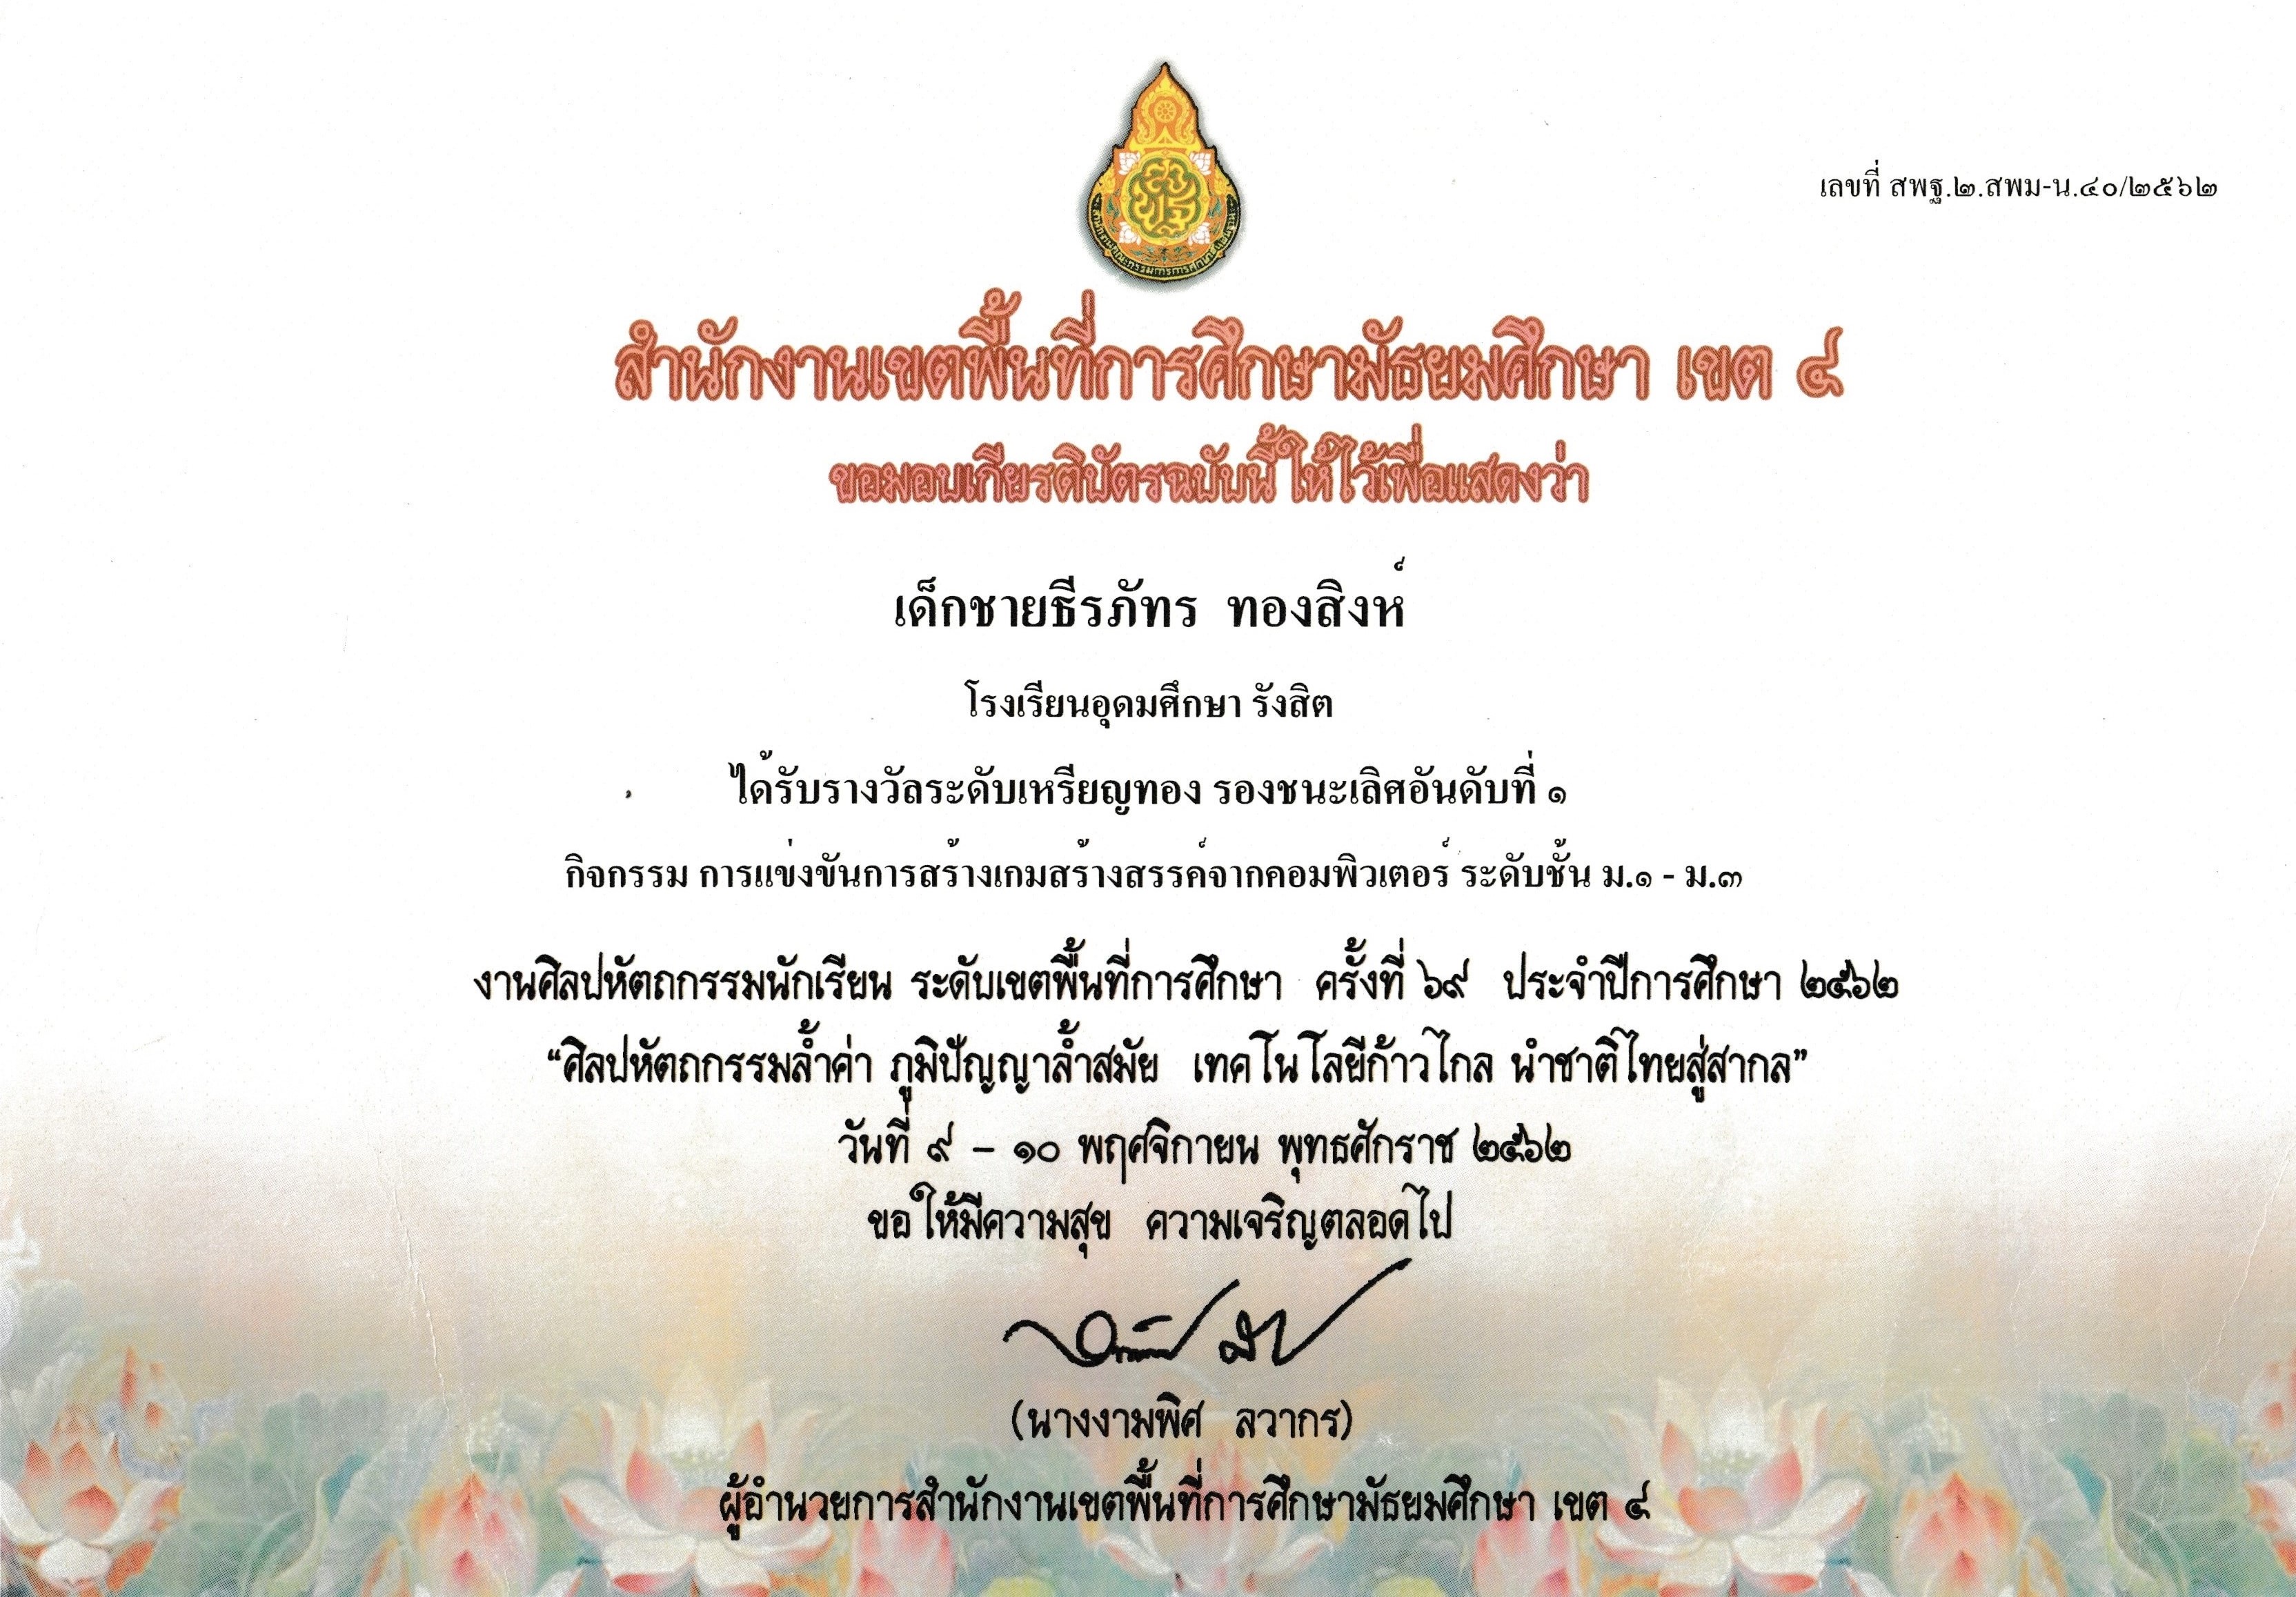 เลขที่ สพฐ.๒.สพม-น.๔๐/๒๕๖๒
สำนักงานเขตพื้นที่การศึกษามัธยมศึกษา เขต ๔
ขอมอบเกียรติบัตรฉบับนี้ให้ไว้เพื่อแสดงว่า
เด็กชายธีรภัทร ทองสิงห์
โรงเรียนอุดมศึกษา รังสิต
ได้รับรางวัลระดับเหรียญทอง รองชนะเลิศอันดับที่ ๑
กิจกรรม การแข่งขันการสร้างเกมสร้างสรรค์จากคอมพิวเตอร์ ระดับชั้น ม.๑ - ม.๓
งานศิลปหัตถกรรมนักเรียน ระดับเขตพื้นที่การศึกษา ครั้งที่ ๖๙ ประจำปีการศึกษา ๒๕๖๒
“ศิลปหัตถกรรมล้ำค่า ภูมิปัญญาล้ำสมัย เทคโนโลยีก้าวไกล นำชาติไทยสู่สากล”
วันที่ ๙ – ๑๐ พฤศจิกายน พุทธศักราช ๒๕๖๒
ขอให้มีความสุข ความเจริญตลอดไป
(นางงามพิศ ลวากร)
ผู้อำนวยการสำนักงานเขตพื้นที่การศึกษามัธยมศึกษา เขต ๔